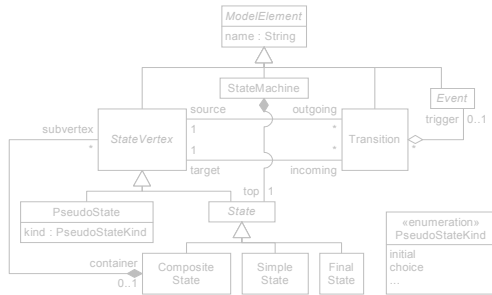 ModelElement
name : String
StateMachine
Event
source
outgoing
trigger
0..1
subvertex
StateVertex
1
*
Transition
*
*
1
*
target
incoming
PseudoState
kind : PseudoStateKind
top
1
State
«enumeration»
PseudoStateKind
initial
choice
...
container
0..1
Composite
State
Simple
State
Final
State